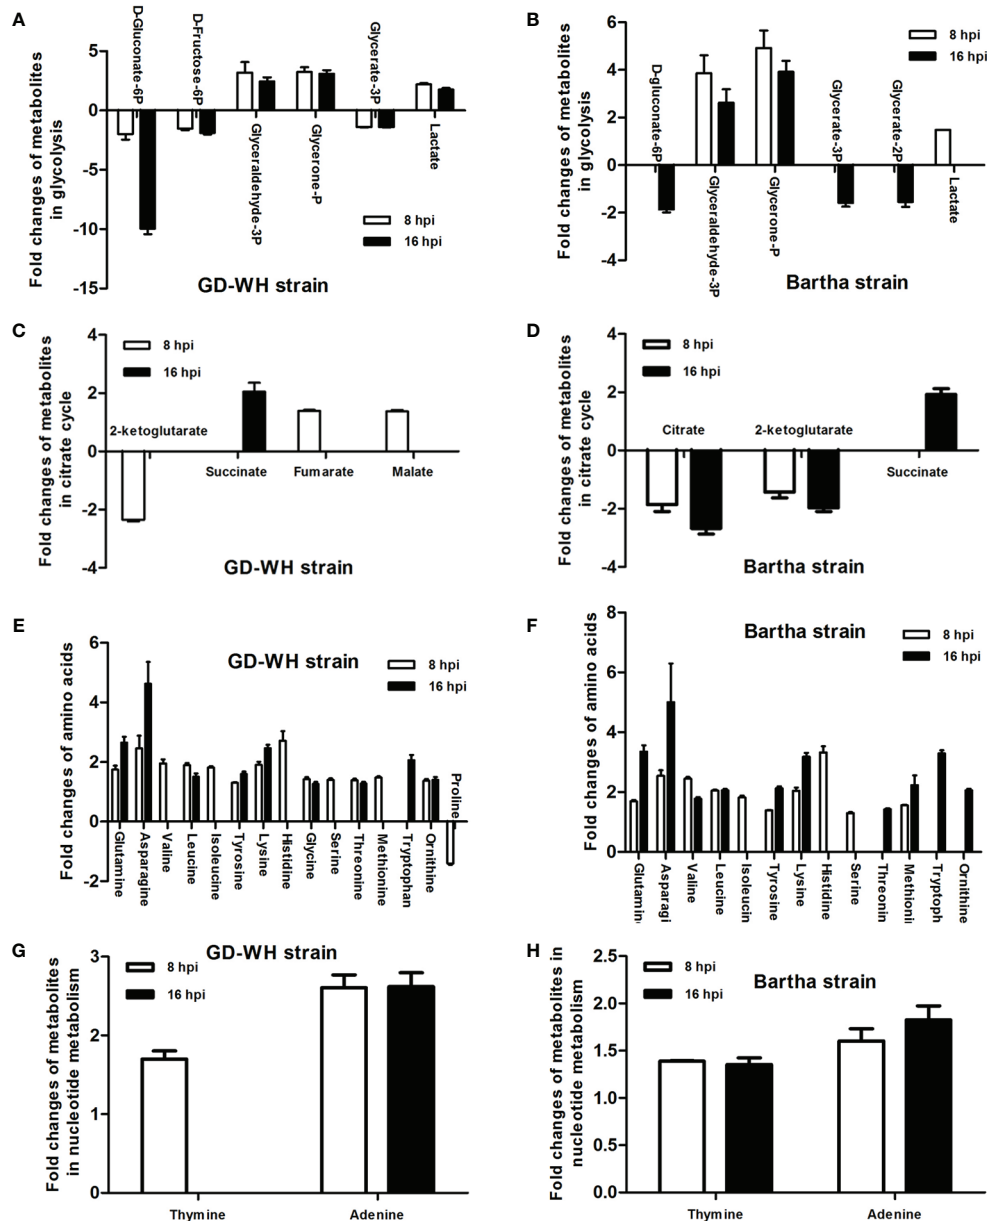 A
Fold changes of metabolites
in glycolysis
5
0
-5
-10
-15
D-Gluconate-6P
D-Fructose-6P
Glyceraldehyde-3P
Glycerone-P
Glycerate-3P
Lactate
8 hpi
16 hpi
GD-WH strain
B
Fold changes of metabolites
in glycolysis
6
4
2
0
-2
-4
D-gluconate-6P
Glyceraldehyde-3P
Glycerone-P
Glycerate-3P
Glycerate-2P
Lactate
8 hpi
16 hpi
Bartha strain
C
Fold changes of metabolites
in citrate cycle
4
2
0
-2
-4
8 hpi
16 hpi
2-ketoglutarate
Succinate
Fumarate
Malate
GD-WH strain
D
Fold changes of metabolites
in citrate cycle
4
2
0
-2
-4
8 hpi
16 hpi
Citrate
2-ketoglutarate
Succinate
Bartha strain
E
Fold changes of amino acids
6
4
2
0
-2
GD-WH strain
8 hpi
16 hpi
Glutamine
Asparagine
Valine
Leucine
Isoleucine
Tyrosine
Lysine
Histidine
Glycine
Serine
Threonine
Methionine
Tryptophan
Ornithine
Proline
F
Fold changes of amino acids
8
6
4
2
0
Bartha strain
8 hpi
16 hpi
Glutamin
Asparagi
Valine
Leucine
Isoleucin
Tyrosine
Lysine
Histidine
Serine
Threonin
Methioni
Tryptoph
Ornithine
G
Fold changes of metabolites
in nucleotide metabolism
3
2
1
0
GD-WH strain
8 hpi
16 hpi
Thymine
Adenine
H
Fold changes of metabolites in
nucleotide metabolism
2.5
2.0
1.5
1.0
0.5
0.0
8 hpi
16 hpi
Bartha strain
Thymine
Adenine